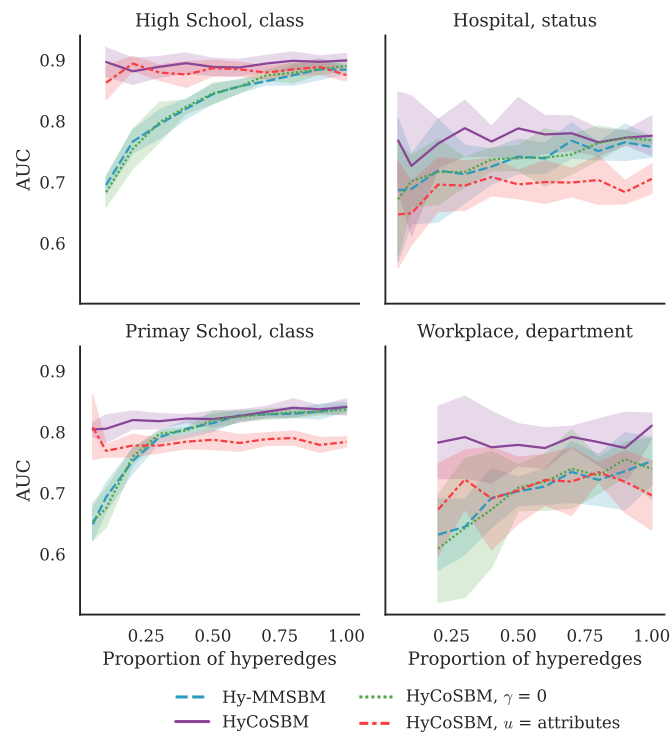 High School, class
Hospital, status
0.9
0.8
0.7
0.6
AUC
Primay School, class
Workplace, department
0.9
0.8
0.7
0.6
AUC
0.25 0.50 0.75 1.00
0.25 0.50 0.75 1.00
Proportion of hyperedges
Proportion of hyperedges
Hy-MMSBM
HyCoSBM
HyCoSBM, γ = 0
HyCoSBM, u = attributes